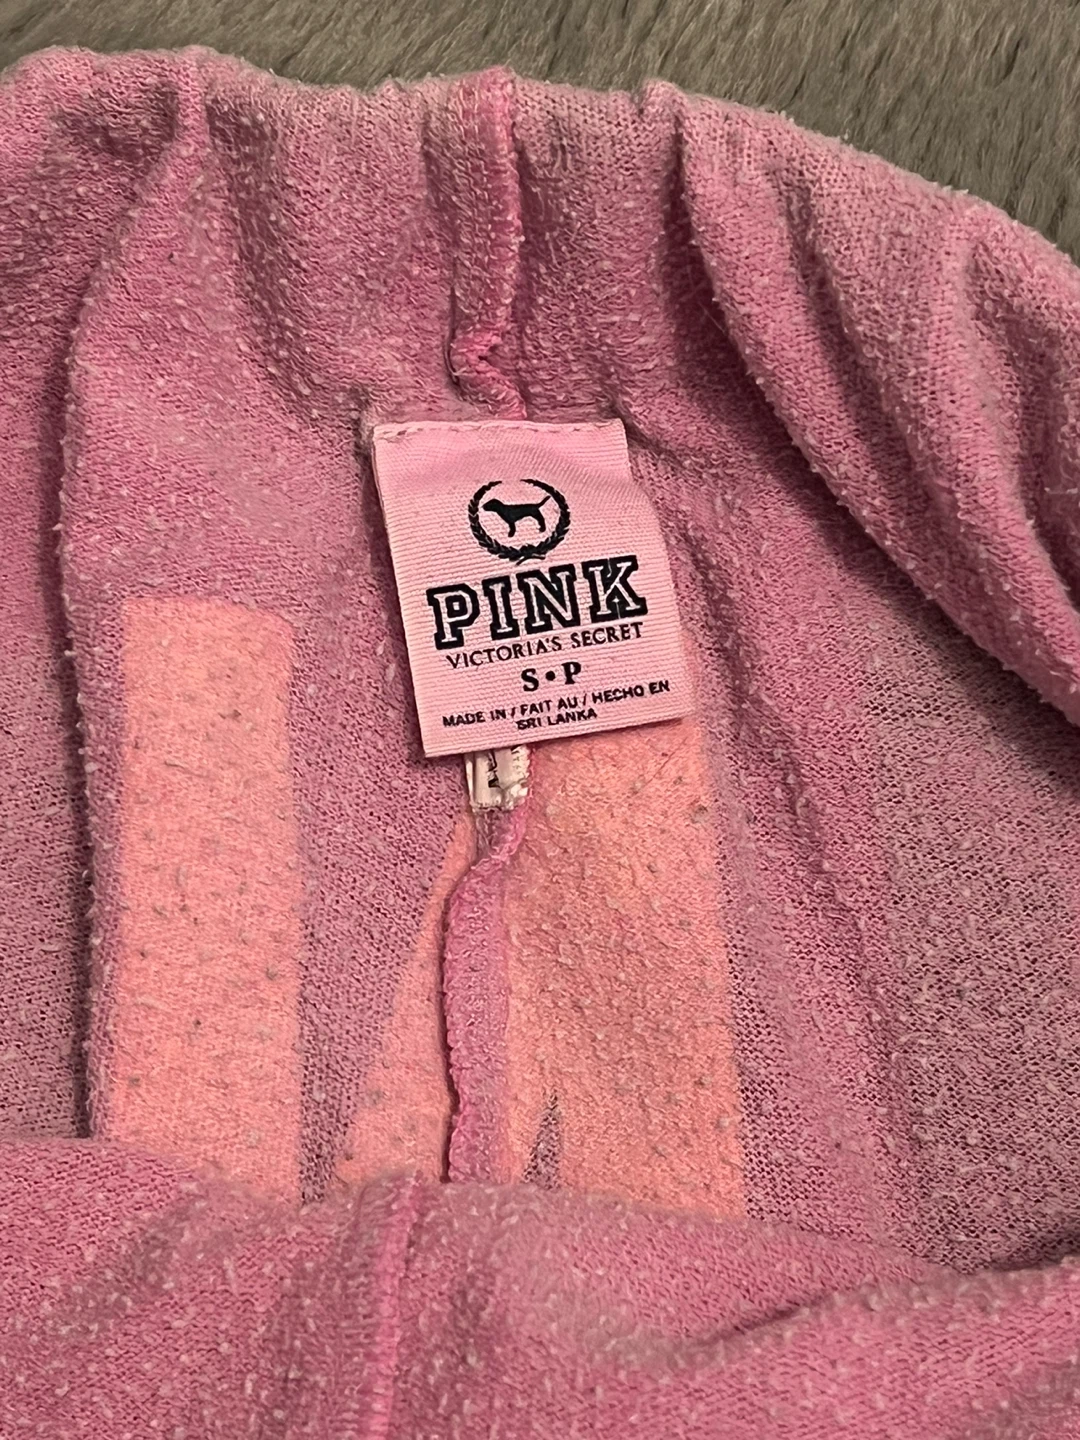 PINK
VICTORIA'S SECRET
S•P
MADE IN / FAIT AU / HECHO EN
SRI LANKA